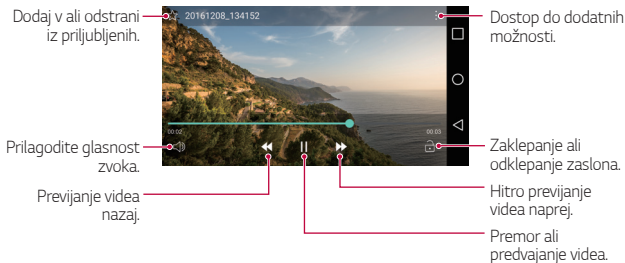 Dodaj v ali odstrani
iz priljubljenih.
20161208_134152
Dostop do dodatnih
možnosti.
00:02
00:03
Prilagodite glasnost
zvoka.
Zaklepanje ali
odklepanje zaslona.
Previjanje videa
nazaj.
Hitro previjanje
videa naprej.
Premor ali
predvajanje videa.